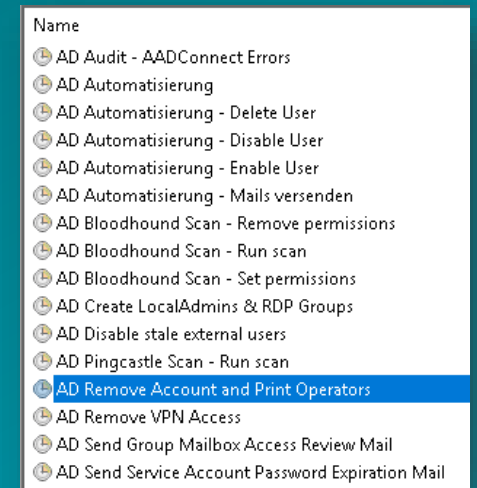 Name
AD Audit - AADConnect Errors
AD Automatisierung
AD Automatisierung - Delete User
AD Automatisierung - Disable User
AD Automatisierung - Enable User
AD Automatisierung - Mails versenden
AD Bloodhound Scan - Remove permissions
AD Bloodhound Scan - Run scan
AD Bloodhound Scan - Set permissions
AD Create LocalAdmins & RDP Groups
AD Disable stale external users
AD Pingcastle Scan - Run scan
AD Remove Account and Print Operators
AD Remove VPN Access
AD Send Group Mailbox Access Review Mail
AD Send Service Account Password Expiration Mail